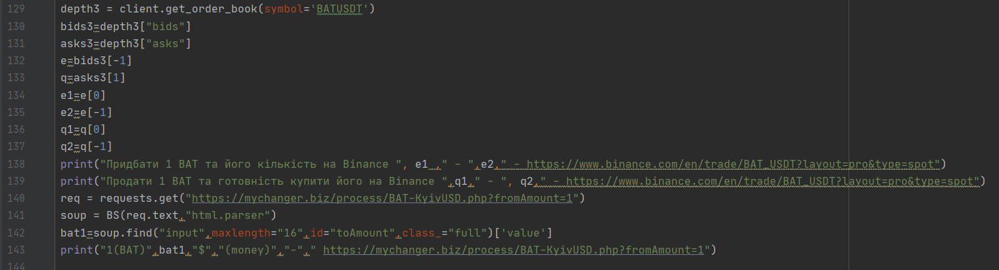 129 depth3 = client.get_order_book(symbol='BATUSDT')
130 bids3=depth3["bids"]
131 asks3=depth3["asks"]
132 e=bids3[-1]
133 q=asks3[1]
134 e1=e[0]
135 e2=e[-1]
136 q1=q[0]
137 q2=q[-1]
138 print("Придбати 1 BAT та його кількість на Binance ", e1 ," - ",e2," - https://www.binance.com/en/trade/BAT_USDT?layout=pro&type=spot")
139 print("Продати 1 BAT та готовність купити його на Binance ",q1," - ", q2," - https://www.binance.com/en/trade/BAT_USDT?layout=pro&type=spot")
140 req = requests.get("https://mychanger.biz/process/BAT-KyivUSD.php?fromAmount=1")
141 soup = BS(req.text,"html.parser")
142 bat1=soup.find("input",maxlength="16",id="toAmount",class_="full")['value']
143 print("1(BAT)",bat1,"$","(money)","-"," https://mychanger.biz/process/BAT-KyivUSD.php?fromAmount=1")
144